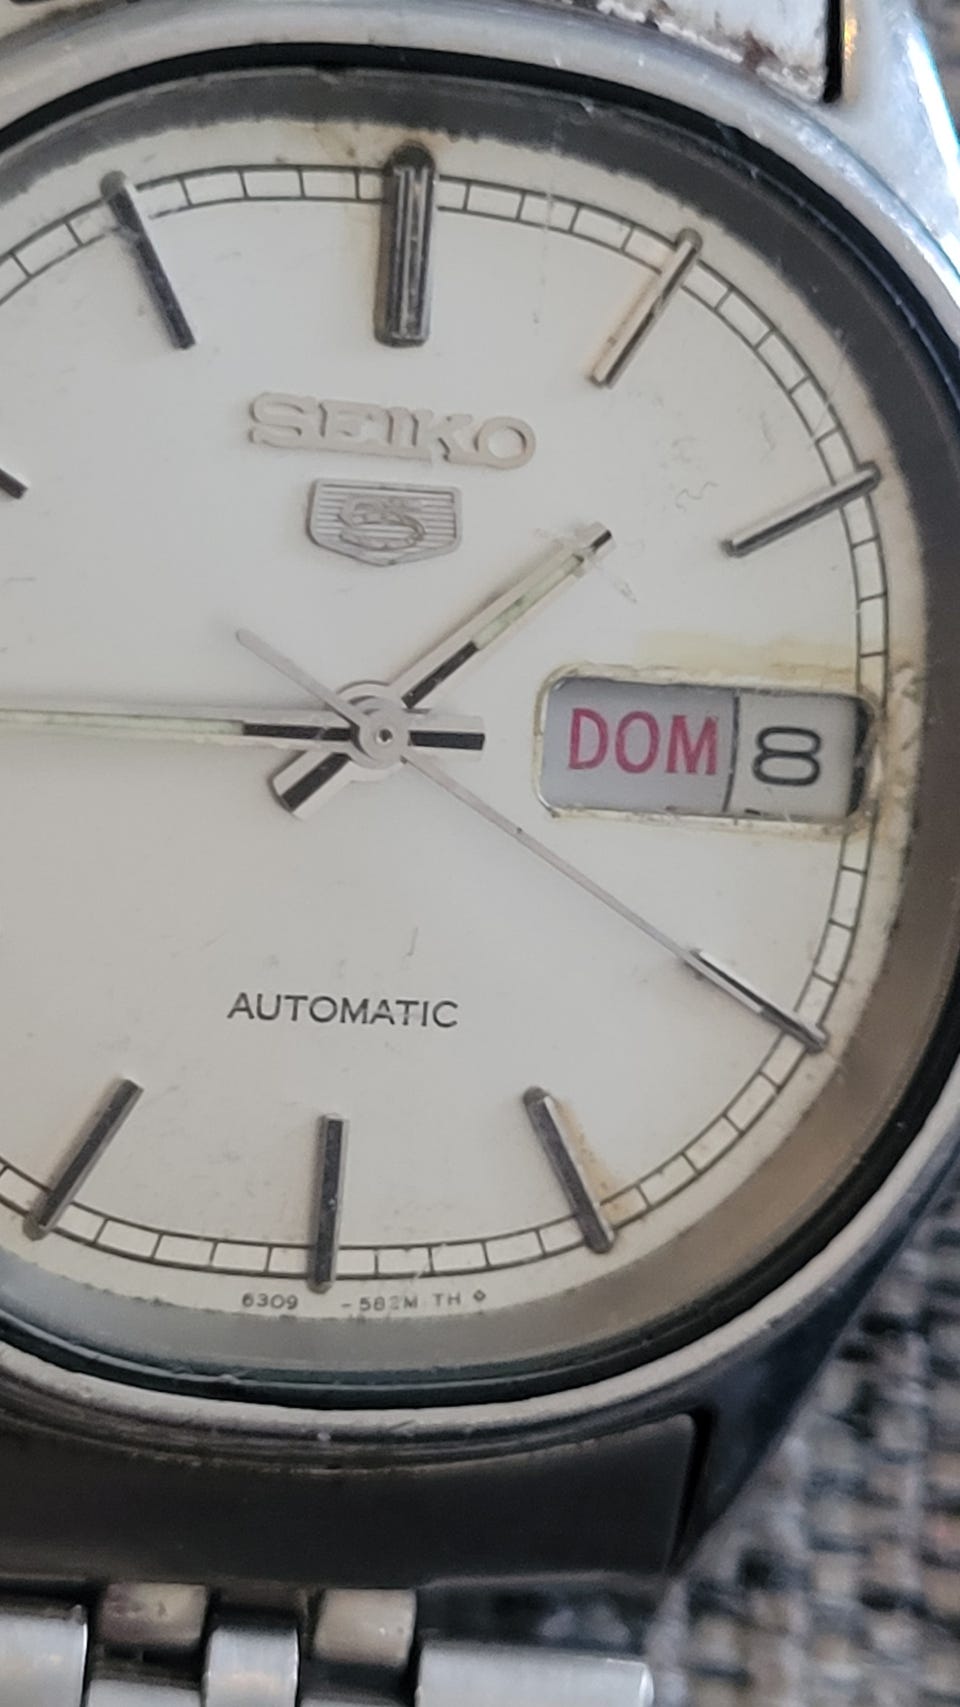 SEIKO
5
DOM 8
AUTOMATIC
6309 -582M TH